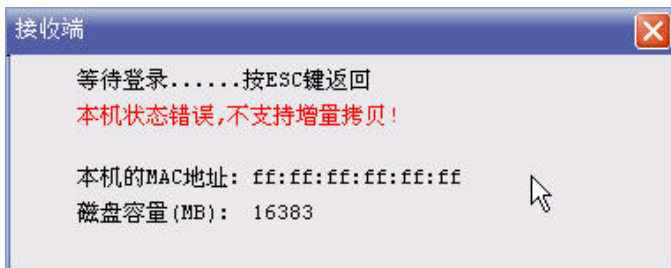 接收端
等待登录......按ESC键返回
本机状态错误,不支持增量拷贝!
本机的MAC地址: ff:ff:ff:ff:ff:ff
磁盘容量(MB): 16383